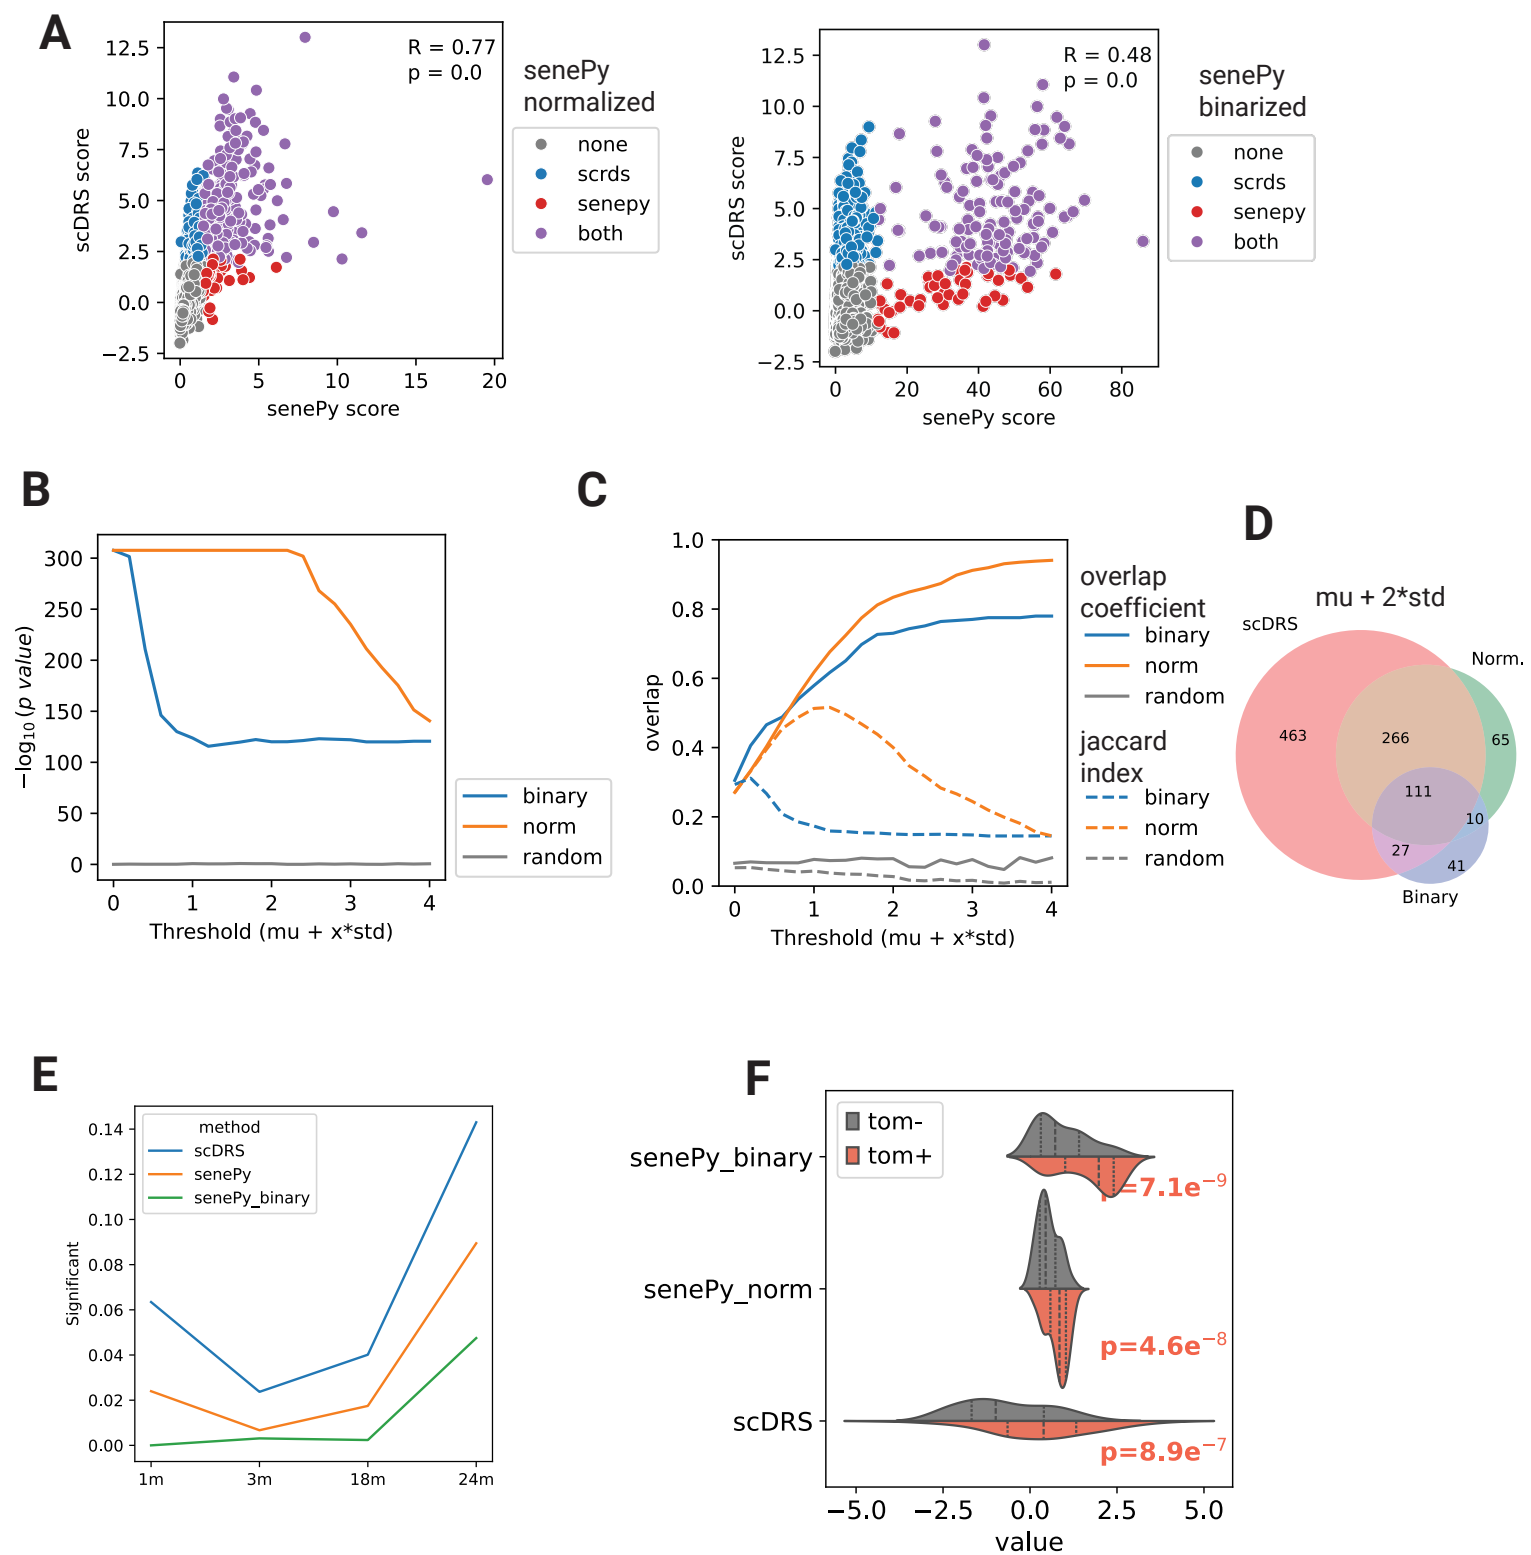 A
12.5
10.0
7.5
5.0
2.5
0.0
−2.5
scDRS score
R = 0.77
p = 0.0
0 5 10 15 20
senePy score
senePy
normalized
none
scrds
senepy
both
12.5
10.0
7.5
5.0
2.5
0.0
−2.5
scDRS score
R = 0.48
p = 0.0
0 20 40 60 80
senePy score
senePy
binarized
none
scrds
senepy
both
B
300
250
200
150
100
50
0
−log10 (p value)
0 1 2 3 4
Threshold (mu + x*std)
binary
norm
random
C
1.0
0.8
0.6
0.4
0.2
0.0
overlap
0 1 2 3 4
Threshold (mu + x*std)
overlap
coefficient
binary
norm
random
jaccard
index
binary
norm
random
D
mu + 2*std
scDRS
Norm.
463
266
65
111
10
27
41
Binary
E
0.14
0.12
0.10
0.08
0.06
0.04
0.02
0.00
Significant
method
scDRS
senePy
senePy_binary
1m 3m 18m 24m
F
tom-
tom+
senePy_binary
p=7.1e−9
senePy_norm
p=4.6e−8
scDRS
p=8.9e−7
−5.0 −2.5 0.0 2.5 5.0
value